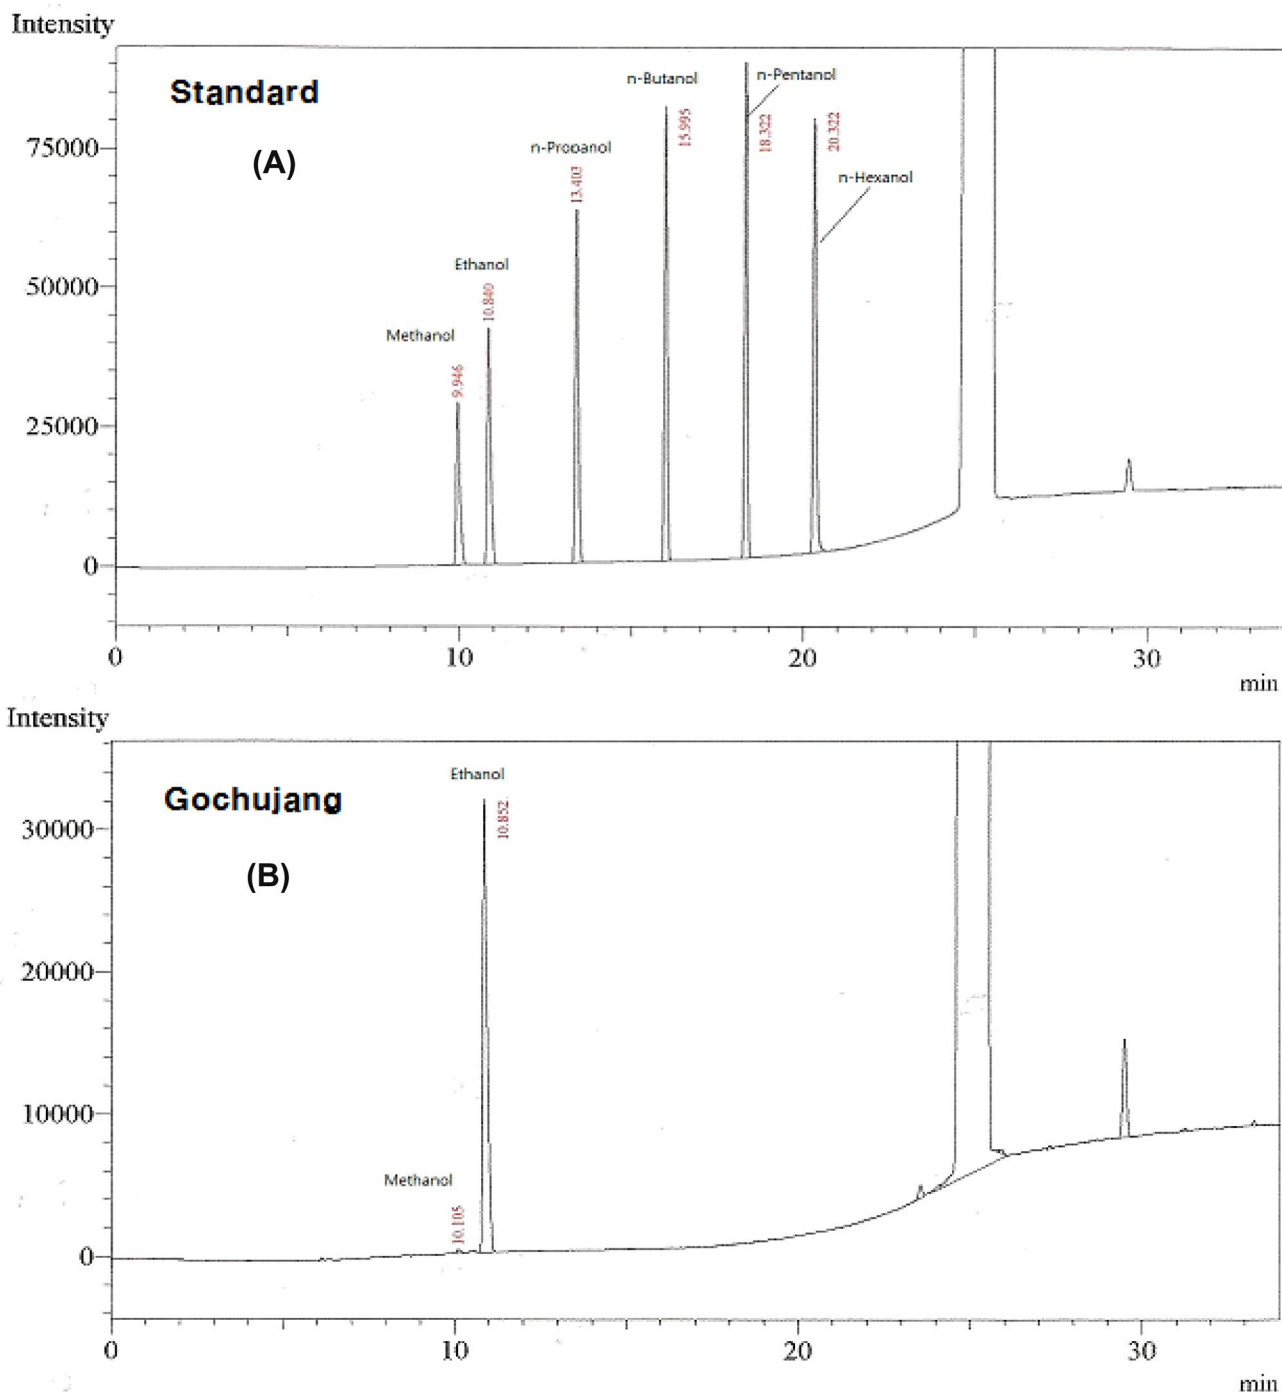 Intensity
Standard
(A)
75000
50000
25000
0
Methanol
9.946
Ethanol
10.840
n-Propanol
13.403
n-Butanol
15.995
n-Pentanol
18.322
20.322
n-Hexanol
0
10
20
30
min
Intensity
Gochujang
(B)
30000
20000
10000
0
Methanol
10.105
Ethanol
10.852
0
10
20
30
min